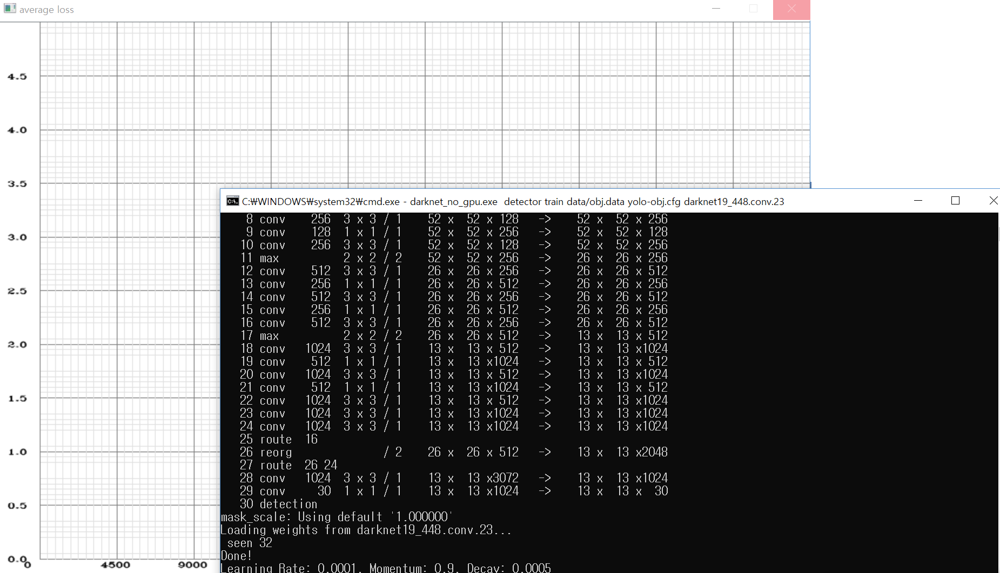 average loss
4.5
4.0
3.5
3.0
2.5
2.0
1.5
1.0
0.5
0.0
0 4500 9000
C:₩WINDOWS₩system32₩cmd.exe - darknet_no_gpu.exe  detector train data/obj.data yolo-obj.cfg darknet19_448.conv.23
8 conv    256  3 x 3 / 1    52 x  52 x 128   ->    52 x  52 x 256
9 conv    128  1 x 1 / 1    52 x  52 x 256   ->    52 x  52 x 128
10 conv    256  3 x 3 / 1    52 x  52 x 128   ->    52 x  52 x 256
11 max          2 x 2 / 2    52 x  52 x 256   ->    26 x  26 x 256
12 conv    512  3 x 3 / 1    26 x  26 x 256   ->    26 x  26 x 512
13 conv    256  1 x 1 / 1    26 x  26 x 512   ->    26 x  26 x 256
14 conv    512  3 x 3 / 1    26 x  26 x 256   ->    26 x  26 x 512
15 conv    256  1 x 1 / 1    26 x  26 x 512   ->    26 x  26 x 256
16 conv    512  3 x 3 / 1    26 x  26 x 256   ->    26 x  26 x 512
17 max          2 x 2 / 2    26 x  26 x 512   ->    13 x  13 x 512
18 conv   1024  3 x 3 / 1    13 x  13 x 512   ->    13 x  13 x1024
19 conv    512  1 x 1 / 1    13 x  13 x1024   ->    13 x  13 x 512
20 conv   1024  3 x 3 / 1    13 x  13 x 512   ->    13 x  13 x1024
21 conv    512  1 x 1 / 1    13 x  13 x1024   ->    13 x  13 x 512
22 conv   1024  3 x 3 / 1    13 x  13 x 512   ->    13 x  13 x1024
23 conv   1024  3 x 3 / 1    13 x  13 x1024   ->    13 x  13 x1024
24 conv   1024  3 x 3 / 1    13 x  13 x1024   ->    13 x  13 x1024
25 route  16
26 reorg              / 2    26 x  26 x 512   ->    13 x  13 x2048
27 route  26 24
28 conv   1024  3 x 3 / 1    13 x  13 x3072   ->    13 x  13 x1024
29 conv     30  1 x 1 / 1    13 x  13 x1024   ->    13 x  13 x  30
30 detection
mask_scale: Using default '1.000000'
Loading weights from darknet19_448.conv.23...
seen 32
Done!
Learning Rate: 0.0001, Momentum: 0.9, Decay: 0.0005